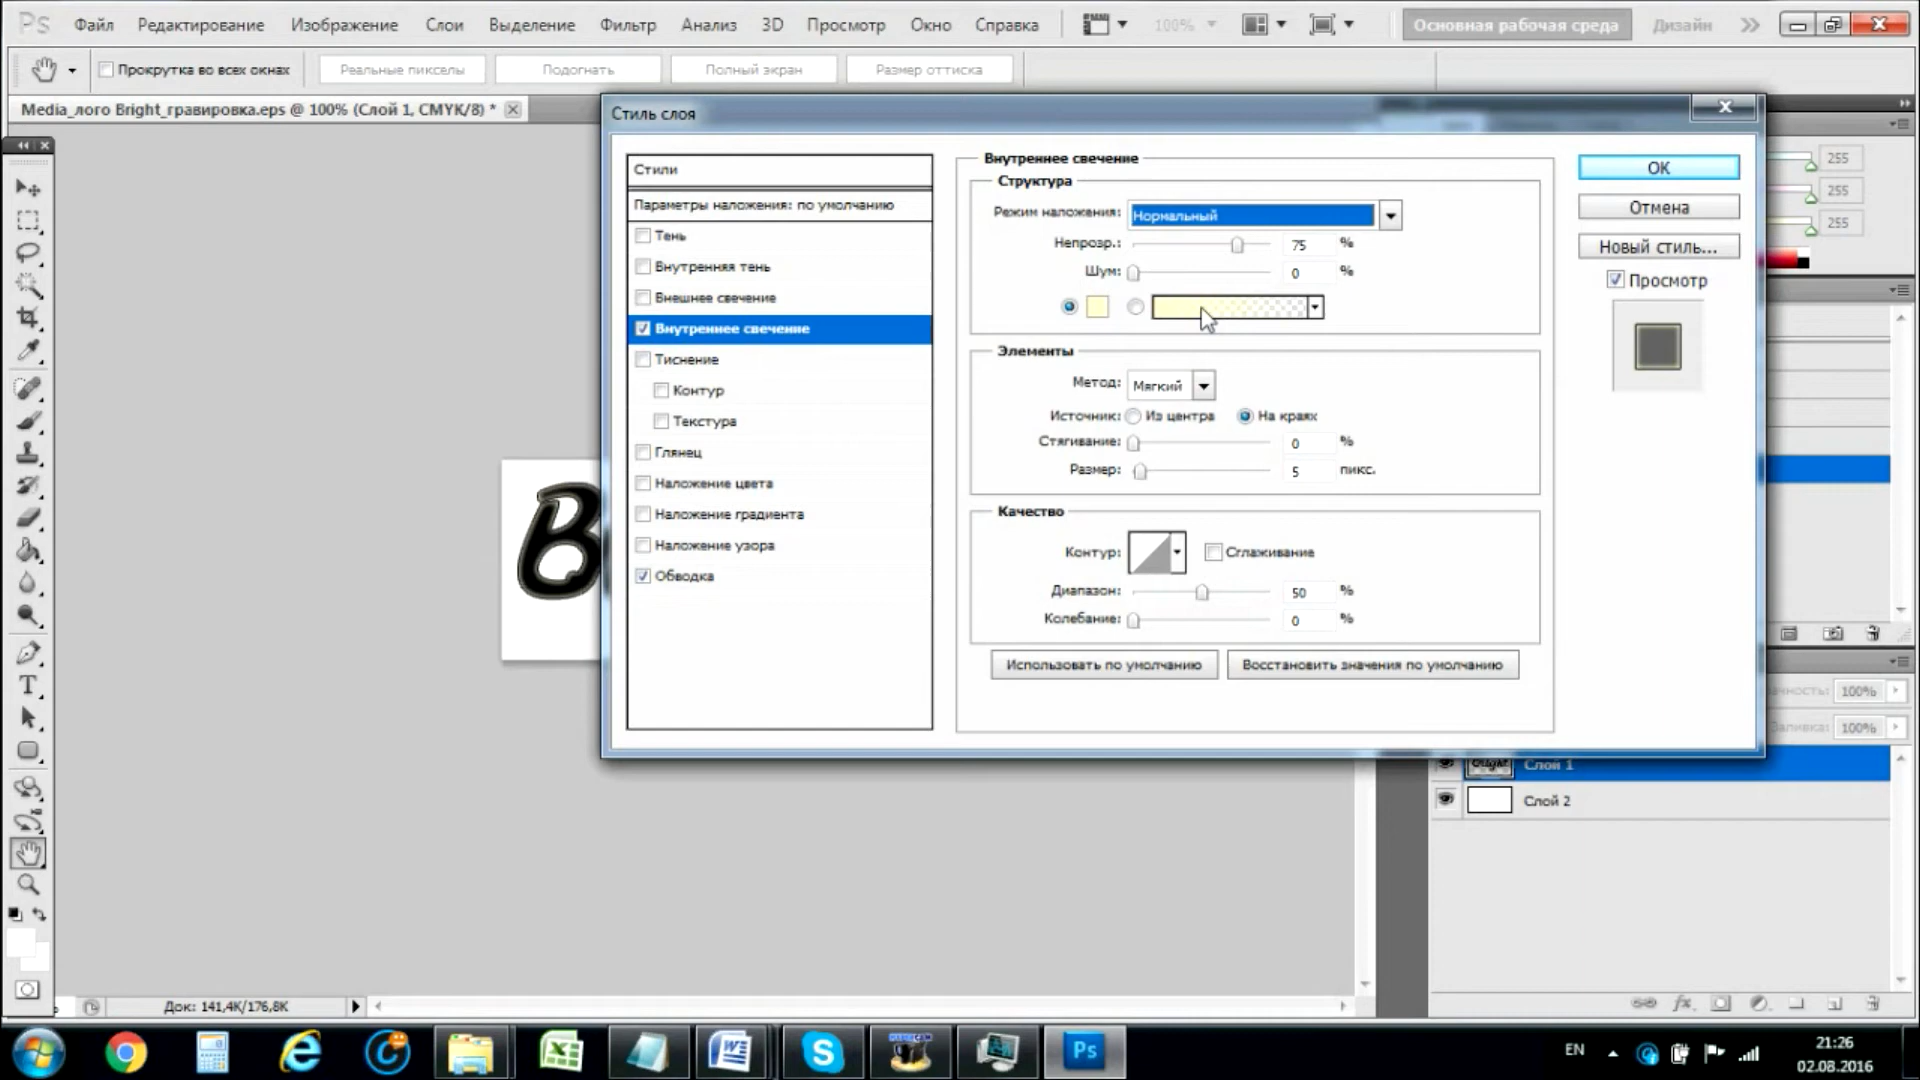 Ps Файл Редактирование Изображение Слои Выделение Фильтр Анализ 3D Просмотр Окно Справка 100% Основная рабочая среда Дизайн
Прокрутка во всех окнах Реальные пикселы Подогнать Полный экран Размер оттиска
Media_лого Bright_гравировка.eps @ 100% (Слой 1, CMYK/8) *
Стиль слоя
Стили
Параметры наложения: по умолчанию
Тень
Внутренняя тень
Внешнее свечение
Внутреннее свечение
Тиснение
Контур
Текстура
Глянец
Наложение цвета
Наложение градиента
Наложение узора
Обводка
Внутреннее свечение
Структура
Режим наложения: Нормальный
Непрозр.: 75 %
Шум: 0 %
Элементы
Метод: Мягкий
Источник: Из центра На краях
Стягивание: 0 %
Размер: 5 пикс.
Качество
Контур: Сглаживание
Диапазон: 50 %
Колебание: 0 %
Использовать по умолчанию Восстановить значения по умолчанию
OK
Отмена
Новый стиль...
Просмотр
255
255
255
B
100%
Заливка: 100%
Слой 1
Слой 2
Док: 141,4K/176,8K
W
S
Ps
EN
21:26
02.08.2016